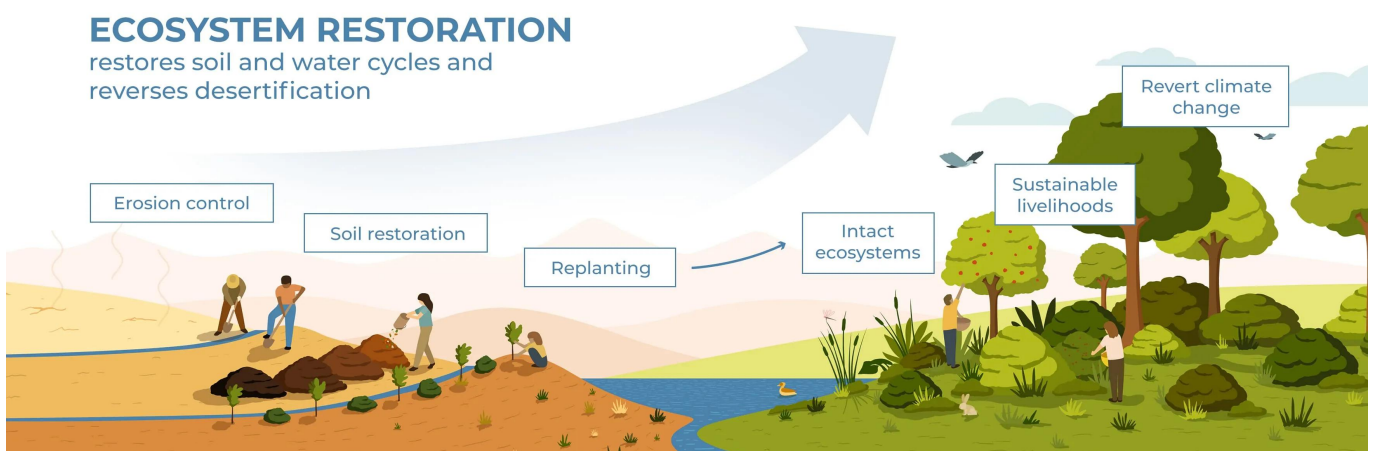 ECOSYSTEM RESTORATION
restores soil and water cycles and
reverses desertification
Erosion control
Soil restoration
Replanting
Intact
ecosystems
Sustainable
livelihoods
Revert climate
change